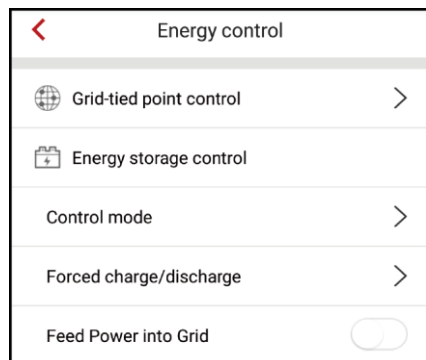 Energy control
Grid-tied point control
Energy storage control
Control mode
Forced charge/discharge
Feed Power into Grid